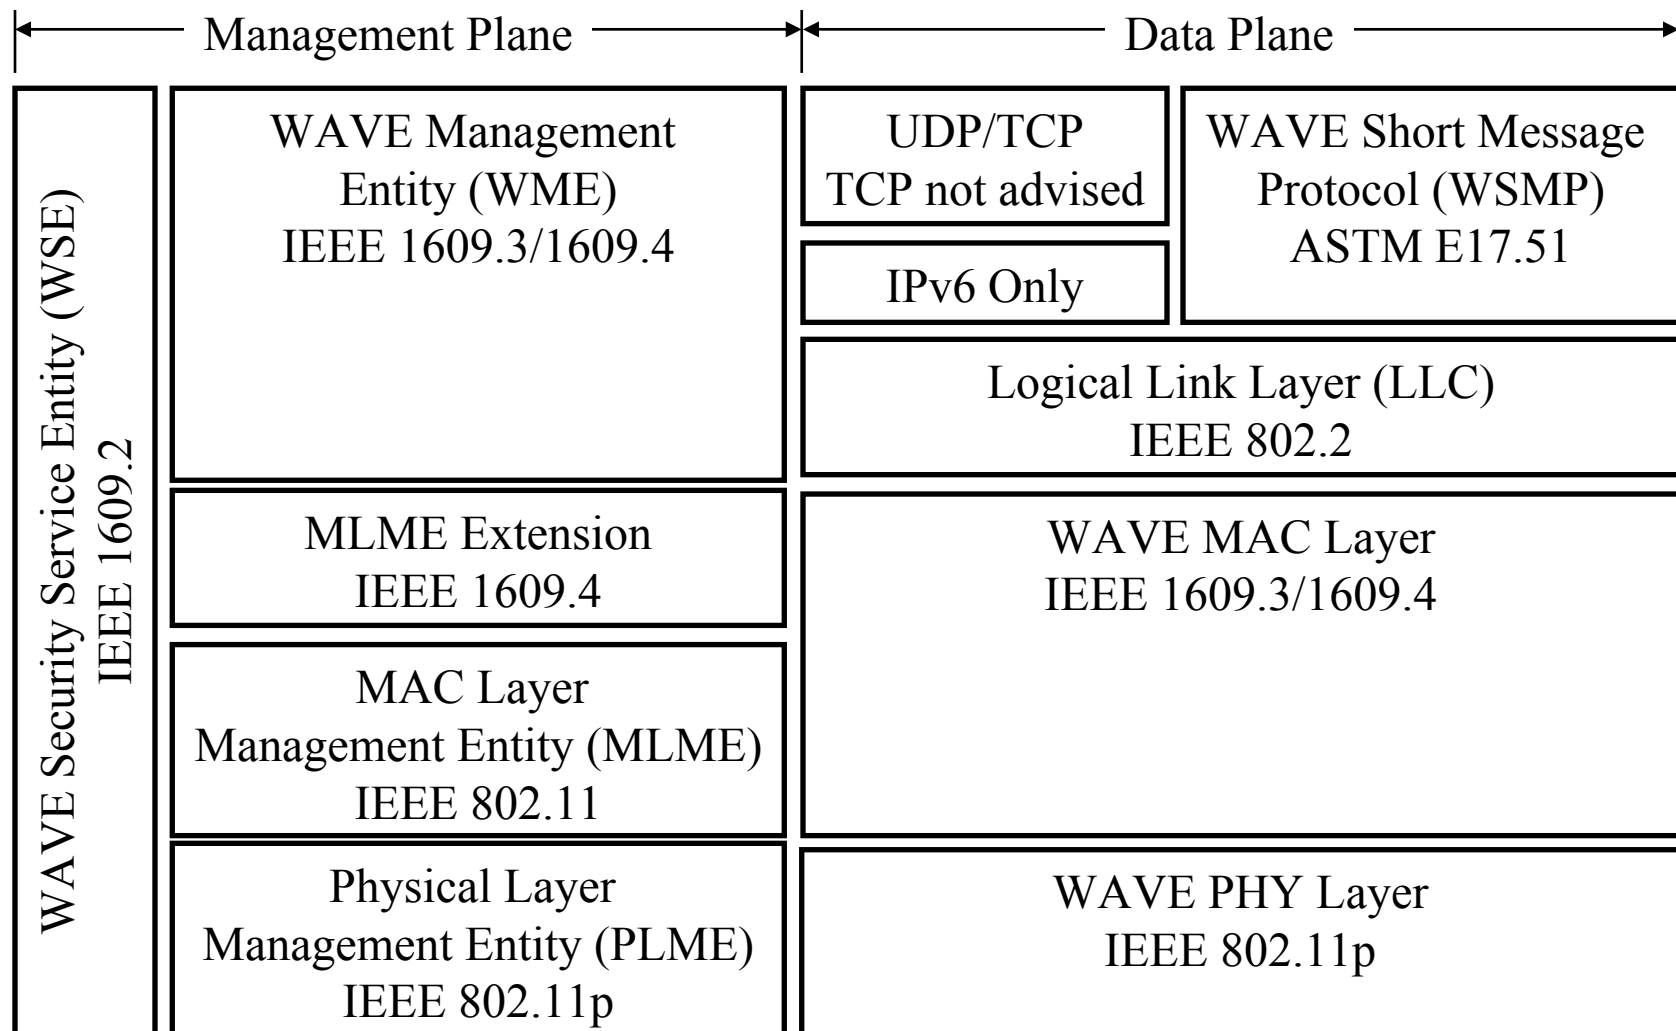 Management Plane
Data Plane
WAVE Security Service Entity (WSE)
IEEE 1609.2
WAVE Management
Entity (WME)
IEEE 1609.3/1609.4
MLME Extension
IEEE 1609.4
MAC Layer
Management Entity (MLME)
IEEE 802.11
Physical Layer
Management Entity (PLME)
IEEE 802.11p
UDP/TCP
TCP not advised
IPv6 Only
WAVE Short Message
Protocol (WSMP)
ASTM E17.51
Logical Link Layer (LLC)
IEEE 802.2
WAVE MAC Layer
IEEE 1609.3/1609.4
WAVE PHY Layer
IEEE 802.11p